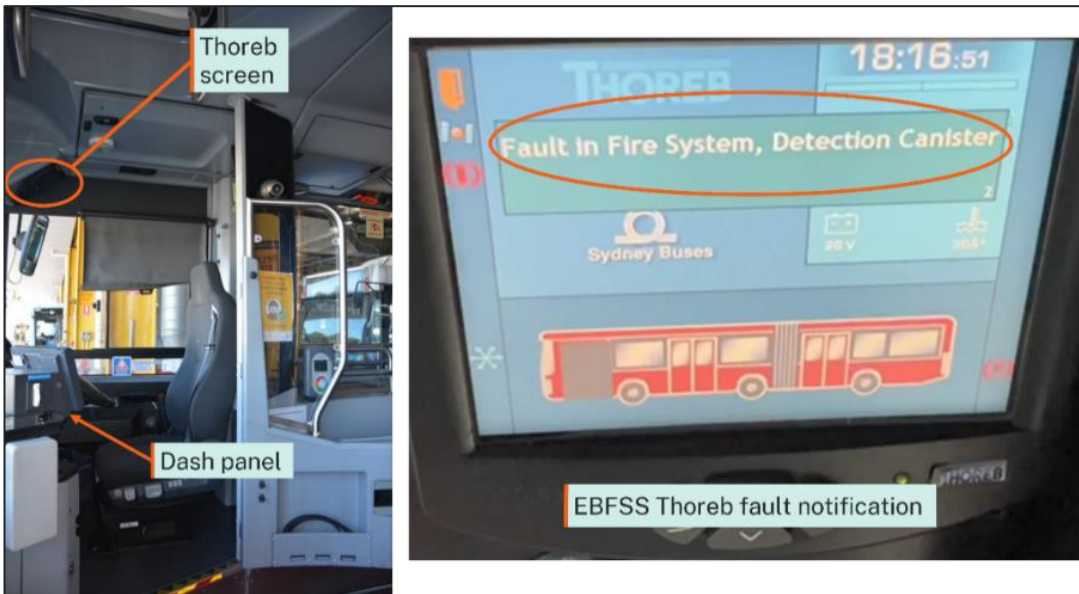 Thoreb
screen
Dash panel
THOREB
18:16:51
Fault in Fire System, Detection Canister
2
Sydney Buses
28 V
THOREB
EBFSS Thoreb fault notification